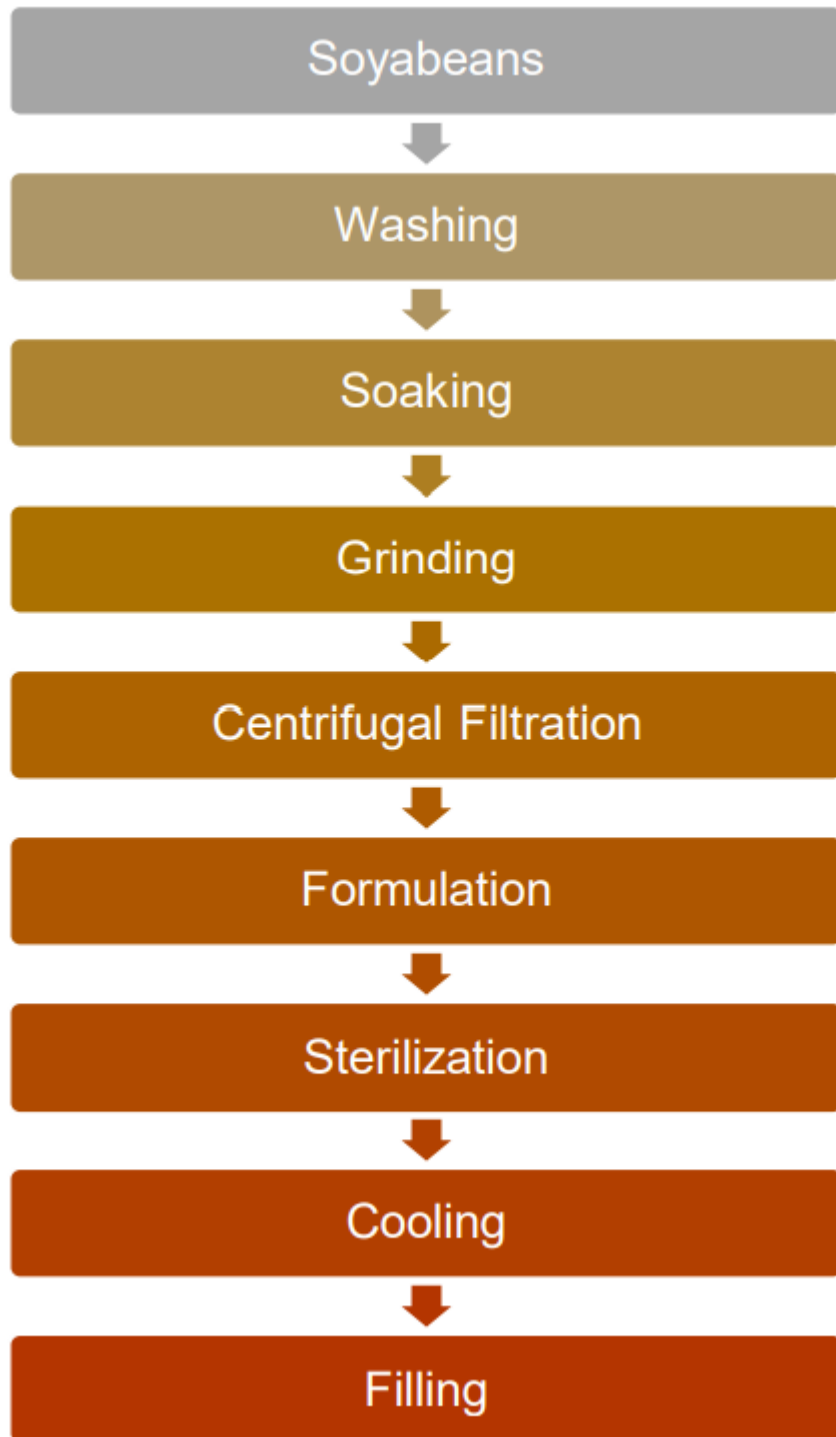 Soyabeans
Washing
Soaking
Grinding
Centrifugal Filtration
Formulation
Sterilization
Cooling
Filling